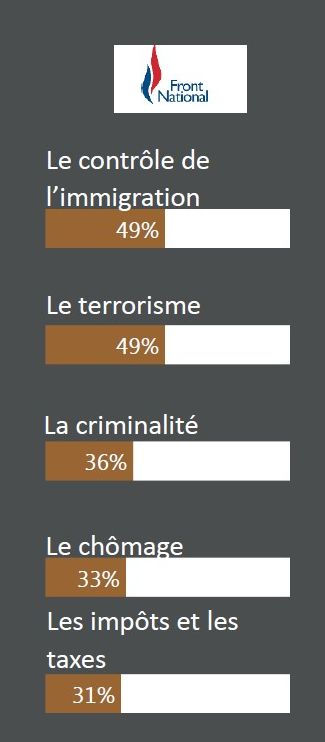 Front
National
Le contrôle de
l’immigration
49%
Le terrorisme
49%
La criminalité
36%
Le chômage
33%
Les impôts et les
taxes
31%